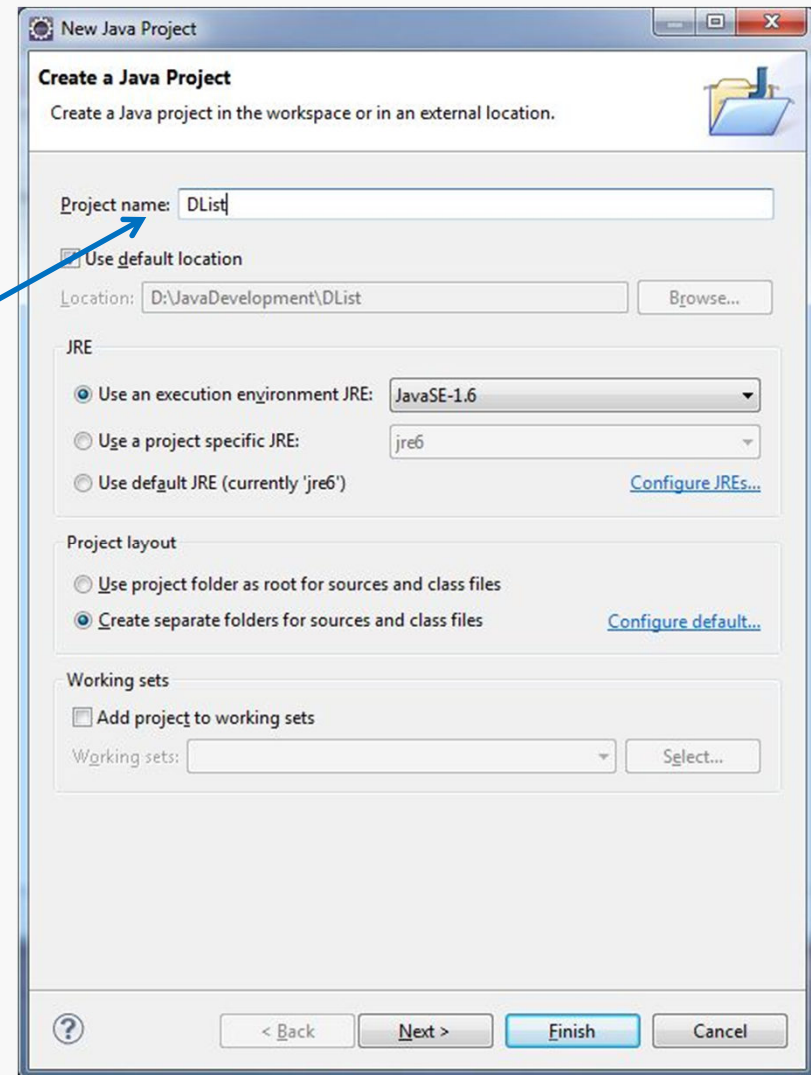 New Java Project
Create a Java Project
Create a Java project in the workspace or in an external location.
Project name: DList
Use default location
Location: D:\JavaDevelopment\DList Browse...
JRE
Use an execution environment JRE: JavaSE-1.6
Use a project specific JRE: jre6
Use default JRE (currently 'jre6') Configure JREs...
Project layout
Use project folder as root for sources and class files
Create separate folders for sources and class files Configure default...
Working sets
Add project to working sets
Working sets: Select...
? < Back Next > Finish Cancel